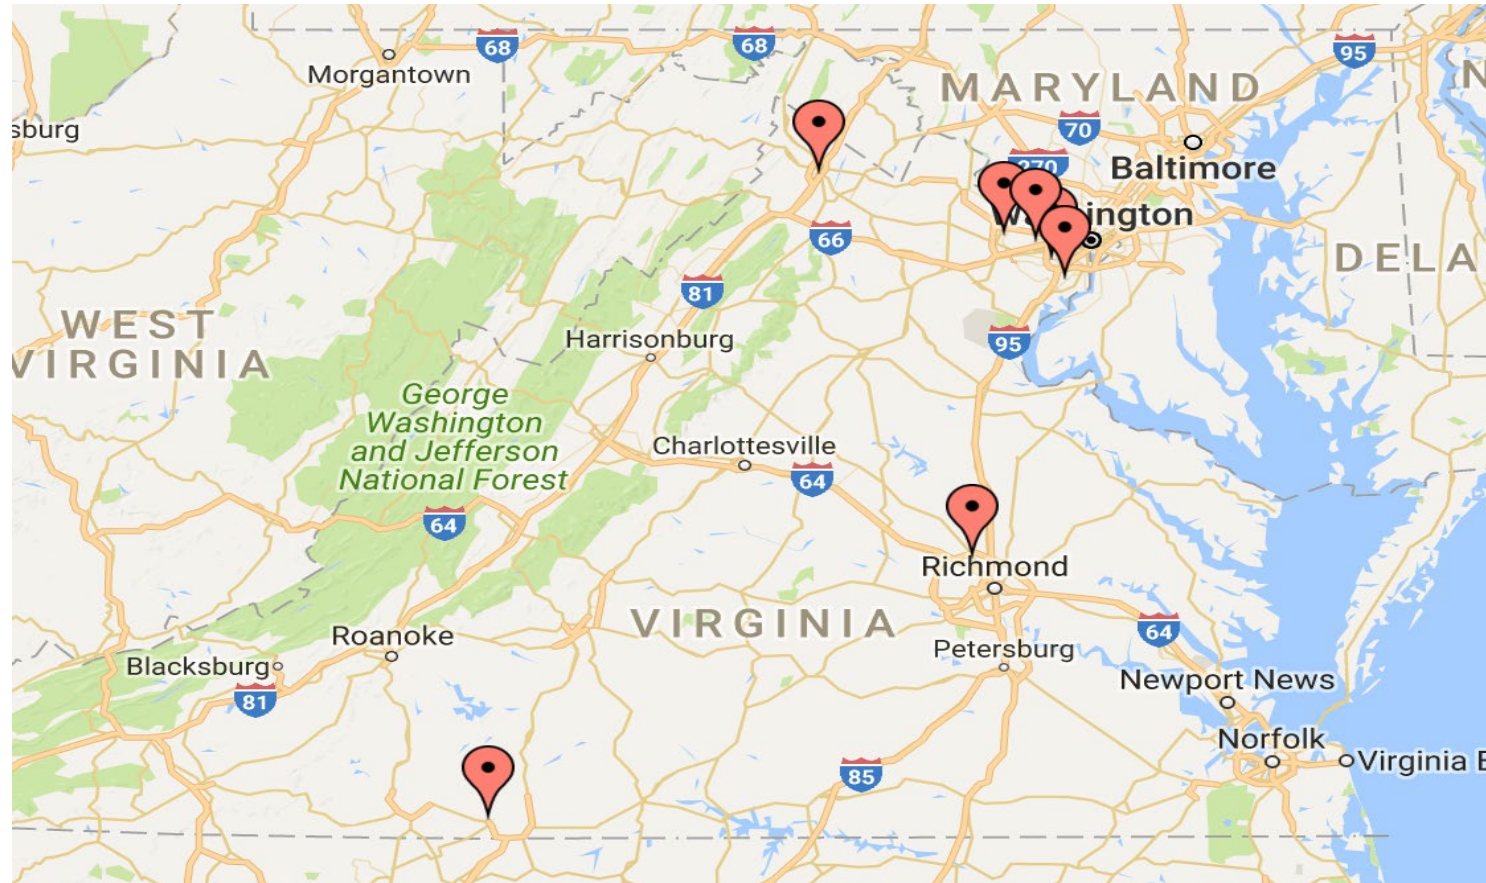 68
68
95
Morgantown
MARYLAND
N
sburg
70
Baltimore
270
Washington
66
DELA
81
WEST
VIRGINIA
Harrisonburg
95
George
Washington
and Jefferson
National Forest
Charlottesville
64
64
Richmond
VIRGINIA
64
Roanoke
Petersburg
Blacksburg
81
Newport News
Norfolk
Virginia B
85